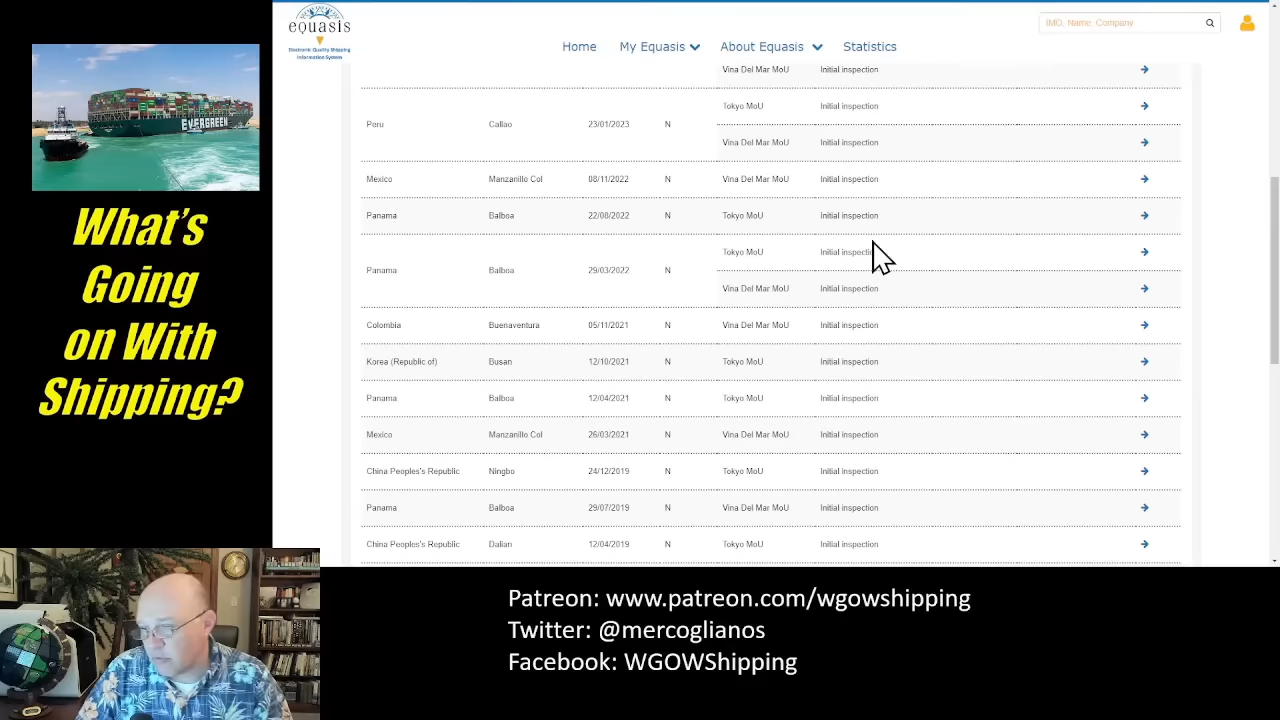 equasis
Electronic Quality Shipping
Information System
IMO, Name, Company
Home My Equasis About Equasis Statistics
EVERGREEN
What's
Going
on With
Shipping?
Vina Del Mar MoU Initial inspection
Tokyo MoU Initial inspection
Peru Callao 23/01/2023 N
Vina Del Mar MoU Initial inspection
Mexico Manzanillo Col 08/11/2022 N Vina Del Mar MoU Initial inspection
Panama Balboa 22/08/2022 N Tokyo MoU Initial inspection
Tokyo MoU Initial inspection
Panama Balboa 29/03/2022 N
Vina Del Mar MoU Initial inspection
Colombia Buenaventura 05/11/2021 N Vina Del Mar MoU Initial inspection
Korea (Republic of) Busan 12/10/2021 N Tokyo MoU Initial inspection
Panama Balboa 12/04/2021 N Tokyo MoU Initial inspection
Mexico Manzanillo Col 26/03/2021 N Vina Del Mar MoU Initial inspection
China Peoples's Republic Ningbo 24/12/2019 N Tokyo MoU Initial inspection
Panama Balboa 29/07/2019 N Vina Del Mar MoU Initial inspection
China Peoples's Republic Dalian 12/04/2019 N Tokyo MoU Initial inspection
Patreon: www.patreon.com/wgowshipping
Twitter: @mercoglianos
Facebook: WGOWShipping